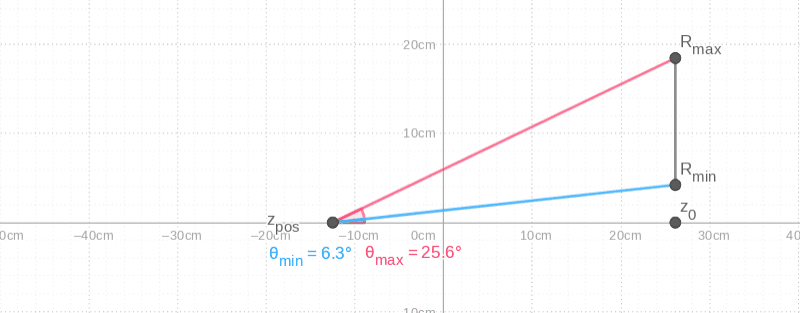 R_max
20cm
10cm
R_min
z_0
z_pos
0cm −40cm −30cm −20cm −10cm 0cm 10cm 20cm 30cm 40
θ_min = 6.3° θ_max = 25.6°
10cm